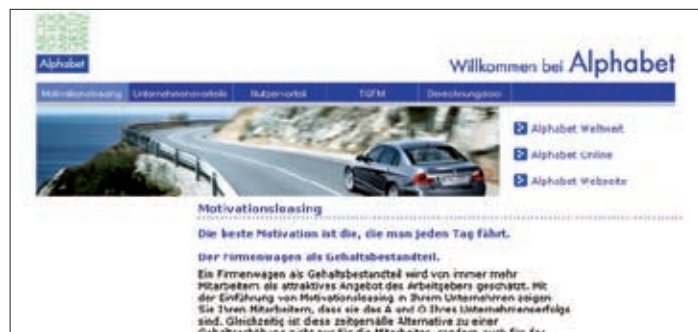 Alphabet
Willkommen bei Alphabet
Motivationsleasing Unternehmensvorteile Nutzervorteil TGFM Berechnungstool
Alphabet Weltweit
Alphabet Online
Alphabet Webseite
Motivationsleasing
Die beste Motivation ist die, die man jeden Tag fährt.
Der Firmenwagen als Gehaltsbestandteil.
Ein Firmenwagen als Gehaltsbestandteil wird von immer mehr
Mitarbeitern als attraktives Angebot des Arbeitgebers geschätzt. Mit
der Einführung von Motivationsleasing in Ihrem Unternehmen zeigen
Sie Ihren Mitarbeitern, dass sie das A und O Ihres Unternehmenserfolgs
sind. Gleichzeitig ist diese zeitgemäße Alternative zu einer